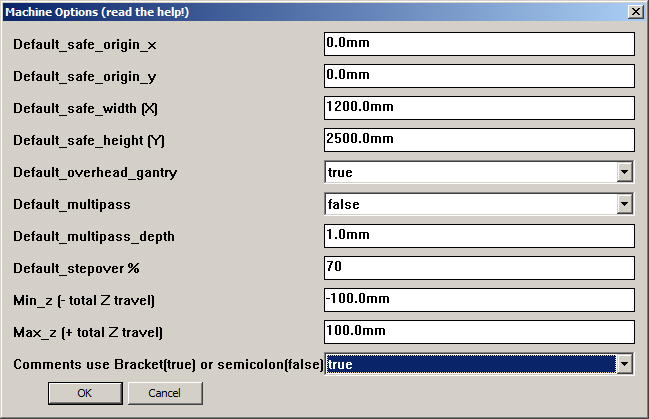 Machine Options (read the help!)
Default_safe_origin_x 0.0mm
Default_safe_origin_y 0.0mm
Default_safe_width (X) 1200.0mm
Default_safe_height (Y) 2500.0mm
Default_overhead_gantry true
Default_multipass false
Default_multipass_depth 1.0mm
Default_stepover % 70
Min_z (- total Z travel) -100.0mm
Max_z (+ total Z travel) 100.0mm
Comments use Bracket(true) or semicolon(false) true
OK Cancel